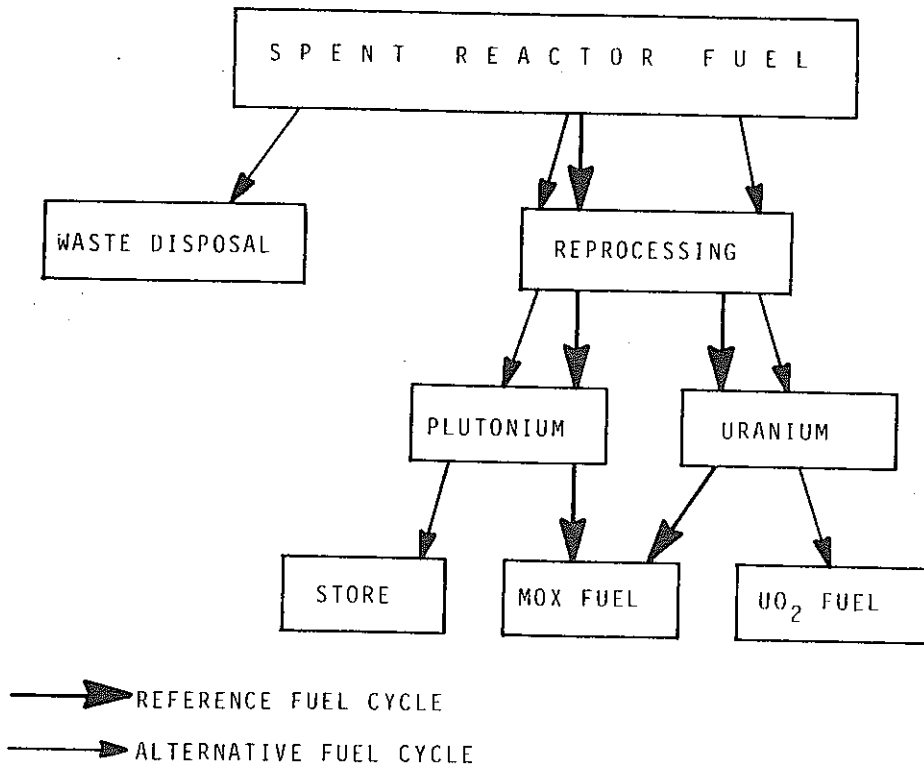 SPENT REACTOR FUEL
WASTE DISPOSAL
REPROCESSING
PLUTONIUM
URANIUM
STORE
MOX FUEL
UO₂ FUEL
REFERENCE FUEL CYCLE
ALTERNATIVE FUEL CYCLE